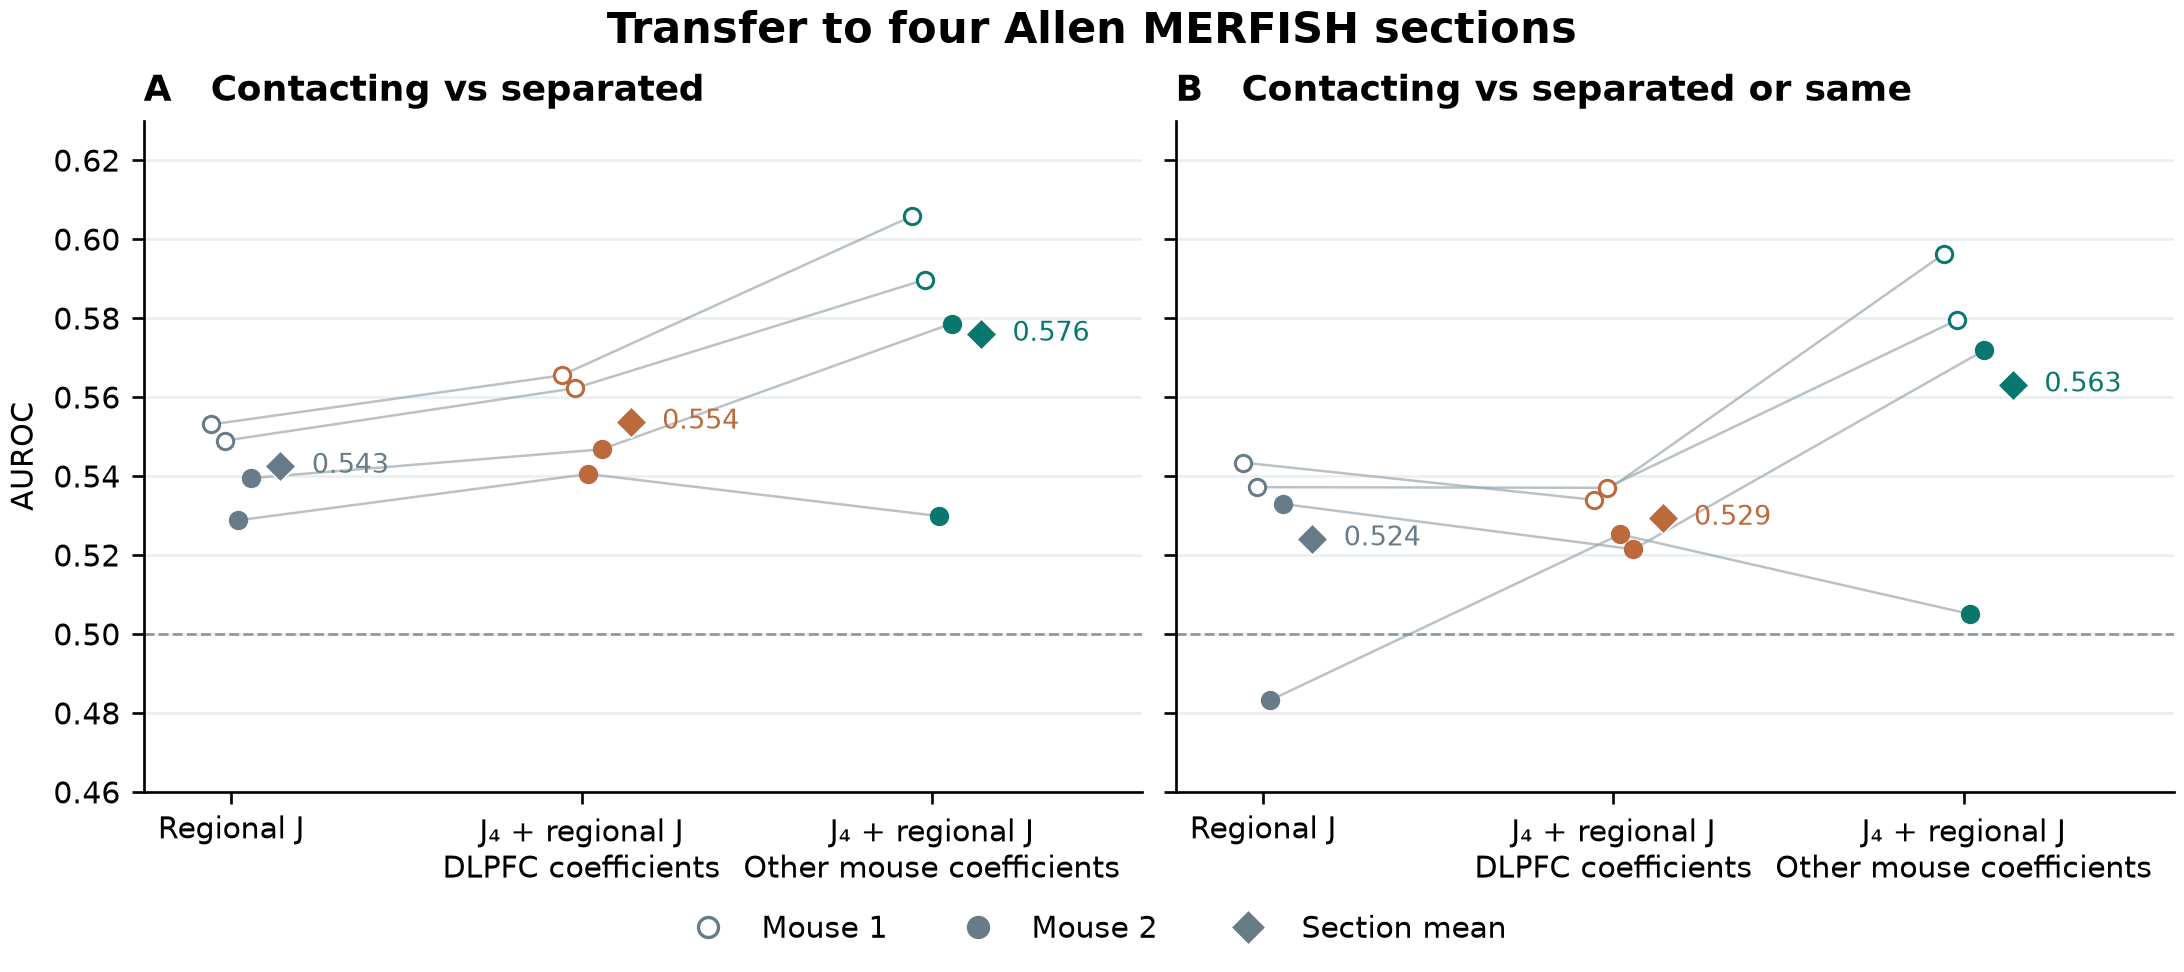 Transfer to four Allen MERFISH sections
A Contacting vs separated
B Contacting vs separated or same
AUROC
0.62
0.60
0.58
0.56
0.54
0.52
0.50
0.48
0.46
0.543
0.554
0.576
0.524
0.529
0.563
Regional J
J₄ + regional J
DLPFC coefficients
J₄ + regional J
Other mouse coefficients
Regional J
J₄ + regional J
DLPFC coefficients
J₄ + regional J
Other mouse coefficients
Mouse 1
Mouse 2
Section mean